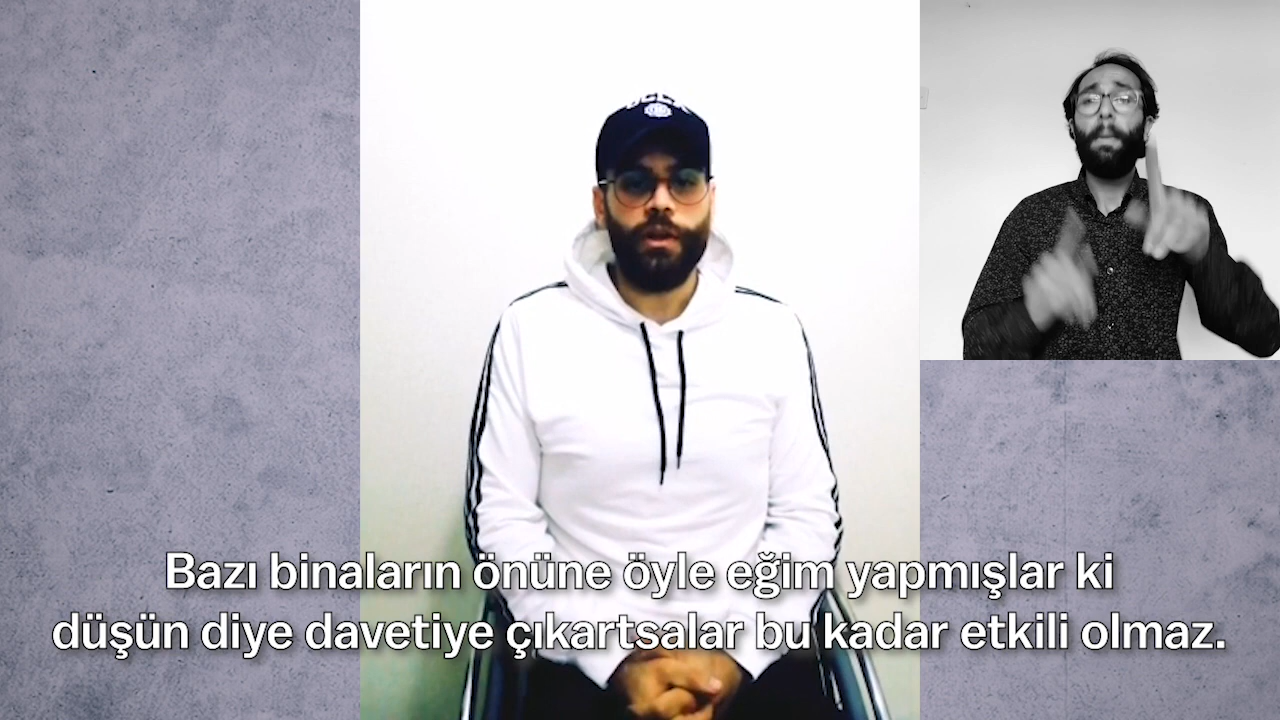 Bazı binaların önüne öyle eğim yapmışlar ki
düşün diye davetiye çıkartsalar bu kadar etkili olmaz.